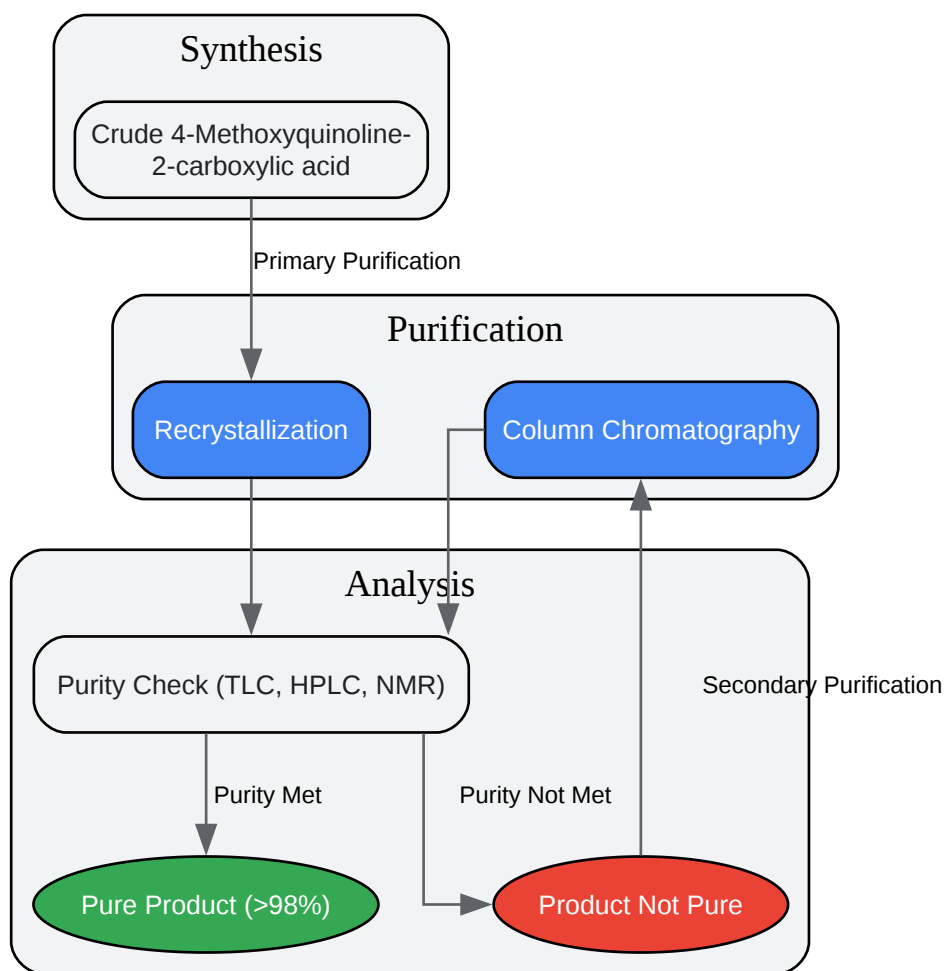 Synthesis
Crude 4-Methoxyquinoline-
2-carboxylic acid
Primary Purification
Purification
Recrystallization
Column Chromatography
Analysis
Purity Check (TLC, HPLC, NMR)
Secondary Purification
Purity Met
Purity Not Met
Pure Product (>98%)
Product Not Pure